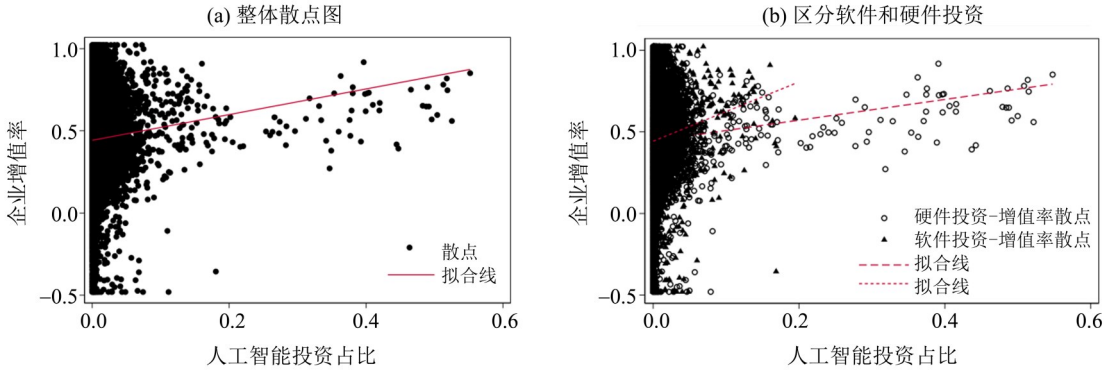 (a) 整体散点图
1.0
0.5
0.0
−0.5
企业增值率
散点
拟合线
0.0 0.2 0.4 0.6
人工智能投资占比
(b) 区分软件和硬件投资
1.0
0.5
0.0
−0.5
企业增值率
硬件投资−增值率散点
软件投资−增值率散点
拟合线
拟合线
0.0 0.2 0.4 0.6
人工智能投资占比